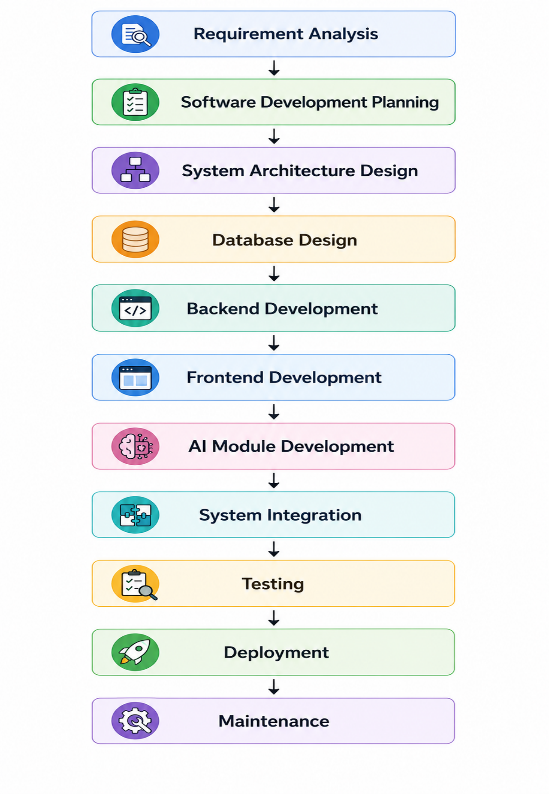 Requirement Analysis
Software Development Planning
System Architecture Design
Database Design
</>
Backend Development
Frontend Development
AI Module Development
System Integration
Testing
Deployment
Maintenance